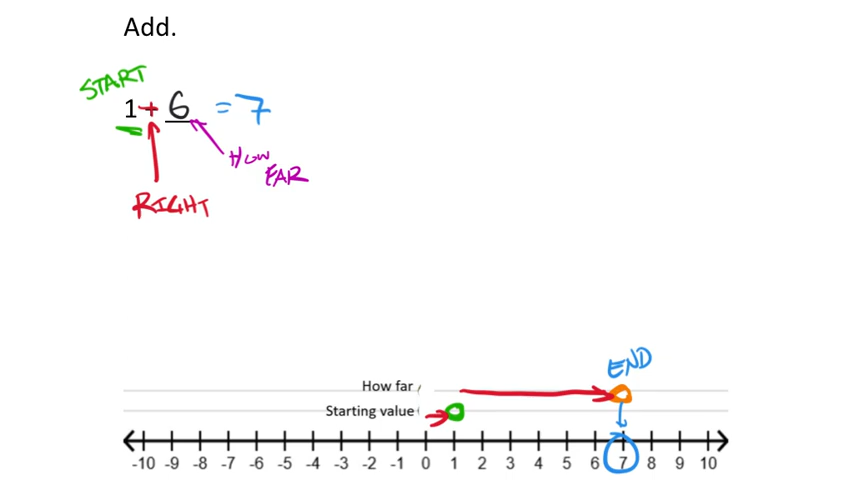 Add.
START
1 + 6 = 7
HOW
FAR
RIGHT
END
How far
Starting value
-10 -9 -8 -7 -6 -5 -4 -3 -2 -1 0 1 2 3 4 5 6 7 8 9 10